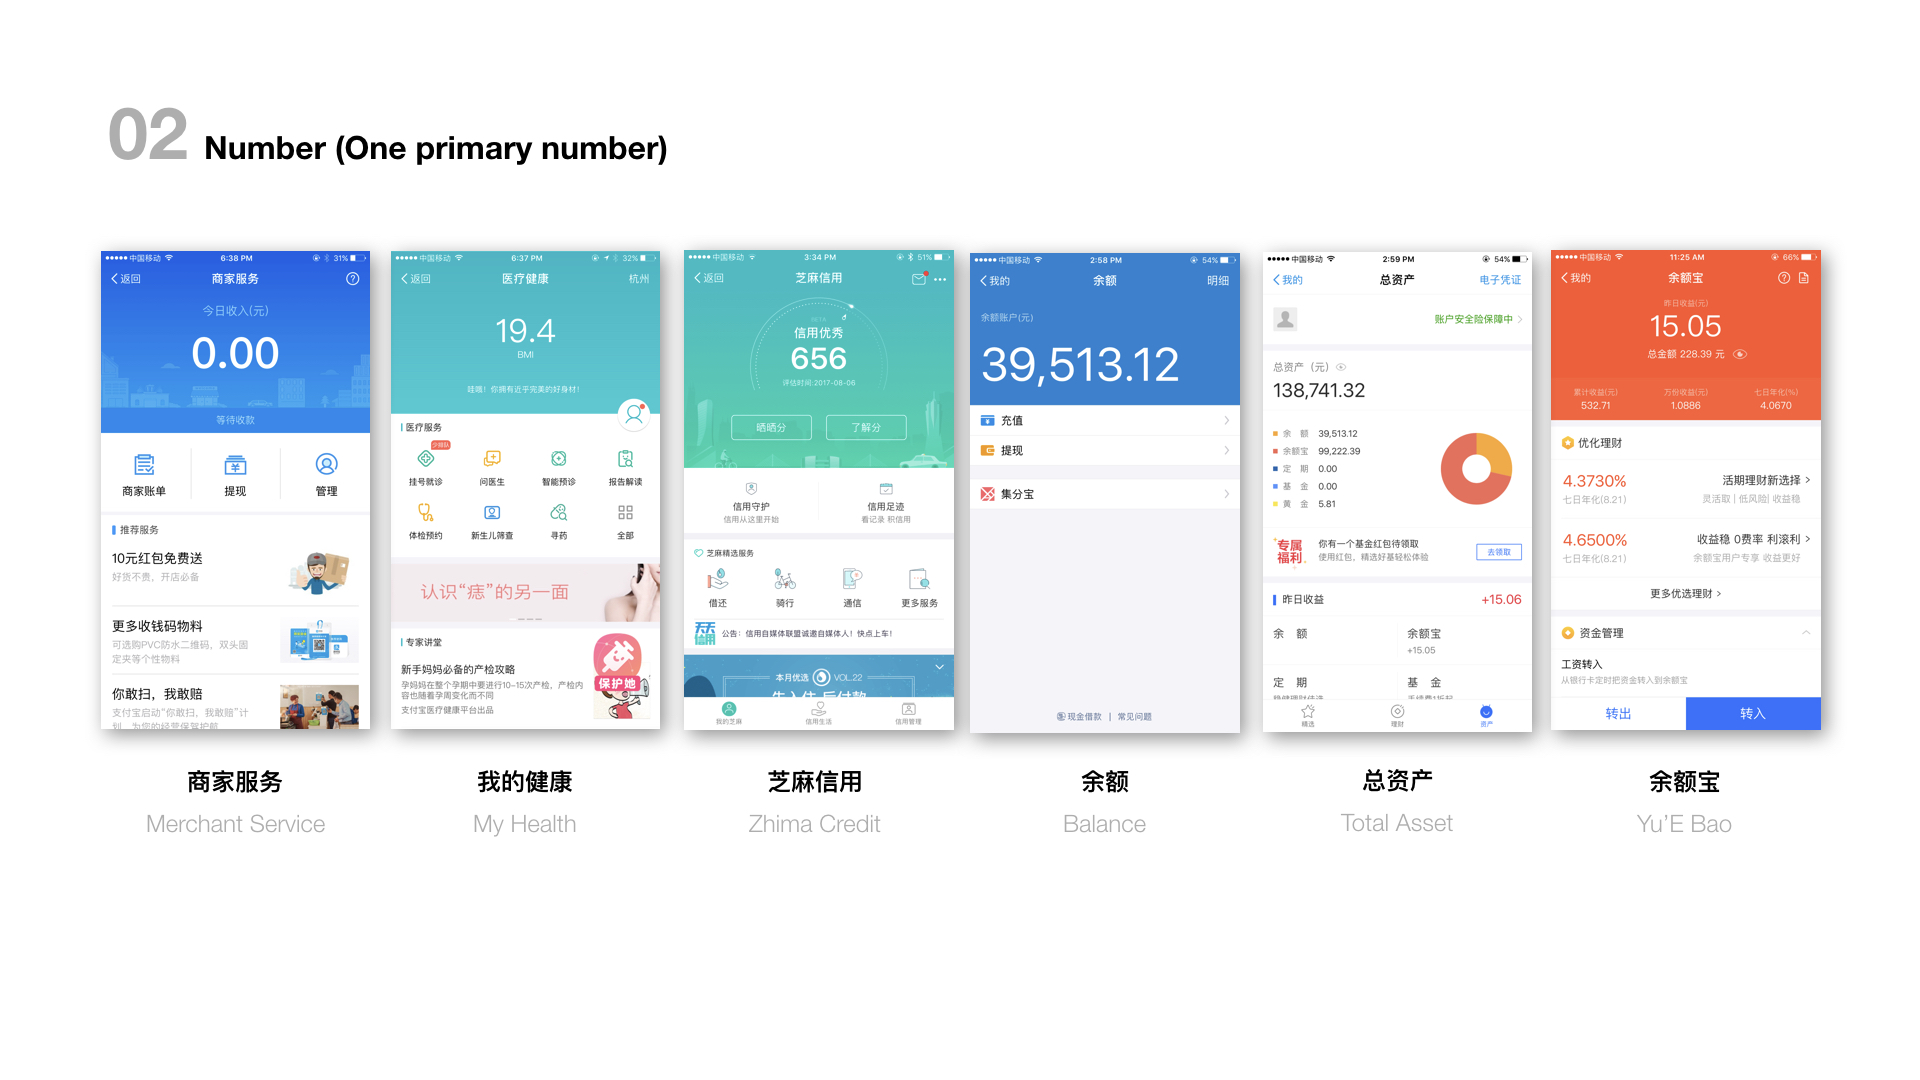 02 Number (One primary number)
中国移动 6:38 PM 31%
返回 商家服务
今日收入(元)
0.00
等待收款
商家账单 提现 管理
推荐服务
10元红包免费送
好货不贵，开店必备
更多收钱码物料
可选购PVC防水二维码，双头固
定夹等个性物料
你敢扫，我敢赔
支付宝启动“你敢扫，我敢赔”计
划，为您的经营保驾护航
商家服务
Merchant Service
中国移动 6:37 PM 32%
返回 医疗健康 杭州
19.4
BMI
哇哦！你拥有近乎完美的好身材！
医疗服务
少排队
挂号就诊 问医生 智能预诊 报告解读
体检预约 新生儿筛查 寻药 全部
认识“痣”的另一面
专家讲堂
新手妈妈必备的产检攻略
孕妈妈在整个孕期中要进行10–15次产检，产检内
容也随着孕周变化而不同
支付宝医疗健康平台出品
保护她
我的健康
My Health
中国移动 3:34 PM 51%
返回 芝麻信用
BETA
信用优秀
656
评估时间:2017-08-06
晒晒分 了解分
信用守护 信用足迹
信用从这里开始 看记录 积信用
芝麻精选服务
借还 骑行 通信 更多服务
公告：信用自媒体联盟诚邀自媒体人！快点上车！
本月优选 VOL.22
先入住 后付款
我的芝麻 信用生活 信用管理
芝麻信用
Zhima Credit
中国移动 2:58 PM 54%
我的 余额 明细
余额账户(元)
39,513.12
充值
提现
集分宝
现金借款 | 常见问题
余额
Balance
中国移动 2:59 PM 54%
我的 总资产 电子凭证
账户安全险保障中
总资产（元）
138,741.32
余 额 39,513.12
余额宝 99,222.39
定 期 0.00
基 金 0.00
黄 金 5.81
专属
福利
你有一个基金红包待领取
使用红包，精选好基轻松体验
去领取
昨日收益 +15.06
余 额 余额宝
+15.05
定 期 基 金
精选 理财 资产
总资产
Total Asset
中国移动 11:25 AM 66%
我的 余额宝
昨日收益(元)
15.05
总金额 228.39 元
累计收益(元) 万份收益(元) 七日年化(%)
532.71 1.0886 4.0670
优化理财
4.3730% 活期理财新选择
七日年化(8.21) 灵活取 | 低风险| 收益稳
4.6500% 收益稳 0费率 利滚利
七日年化(8.21) 余额宝用户专享 收益更好
更多优选理财
资金管理
工资转入
从银行卡定时把资金转入到余额宝
转出 转入
余额宝
Yu’E Bao